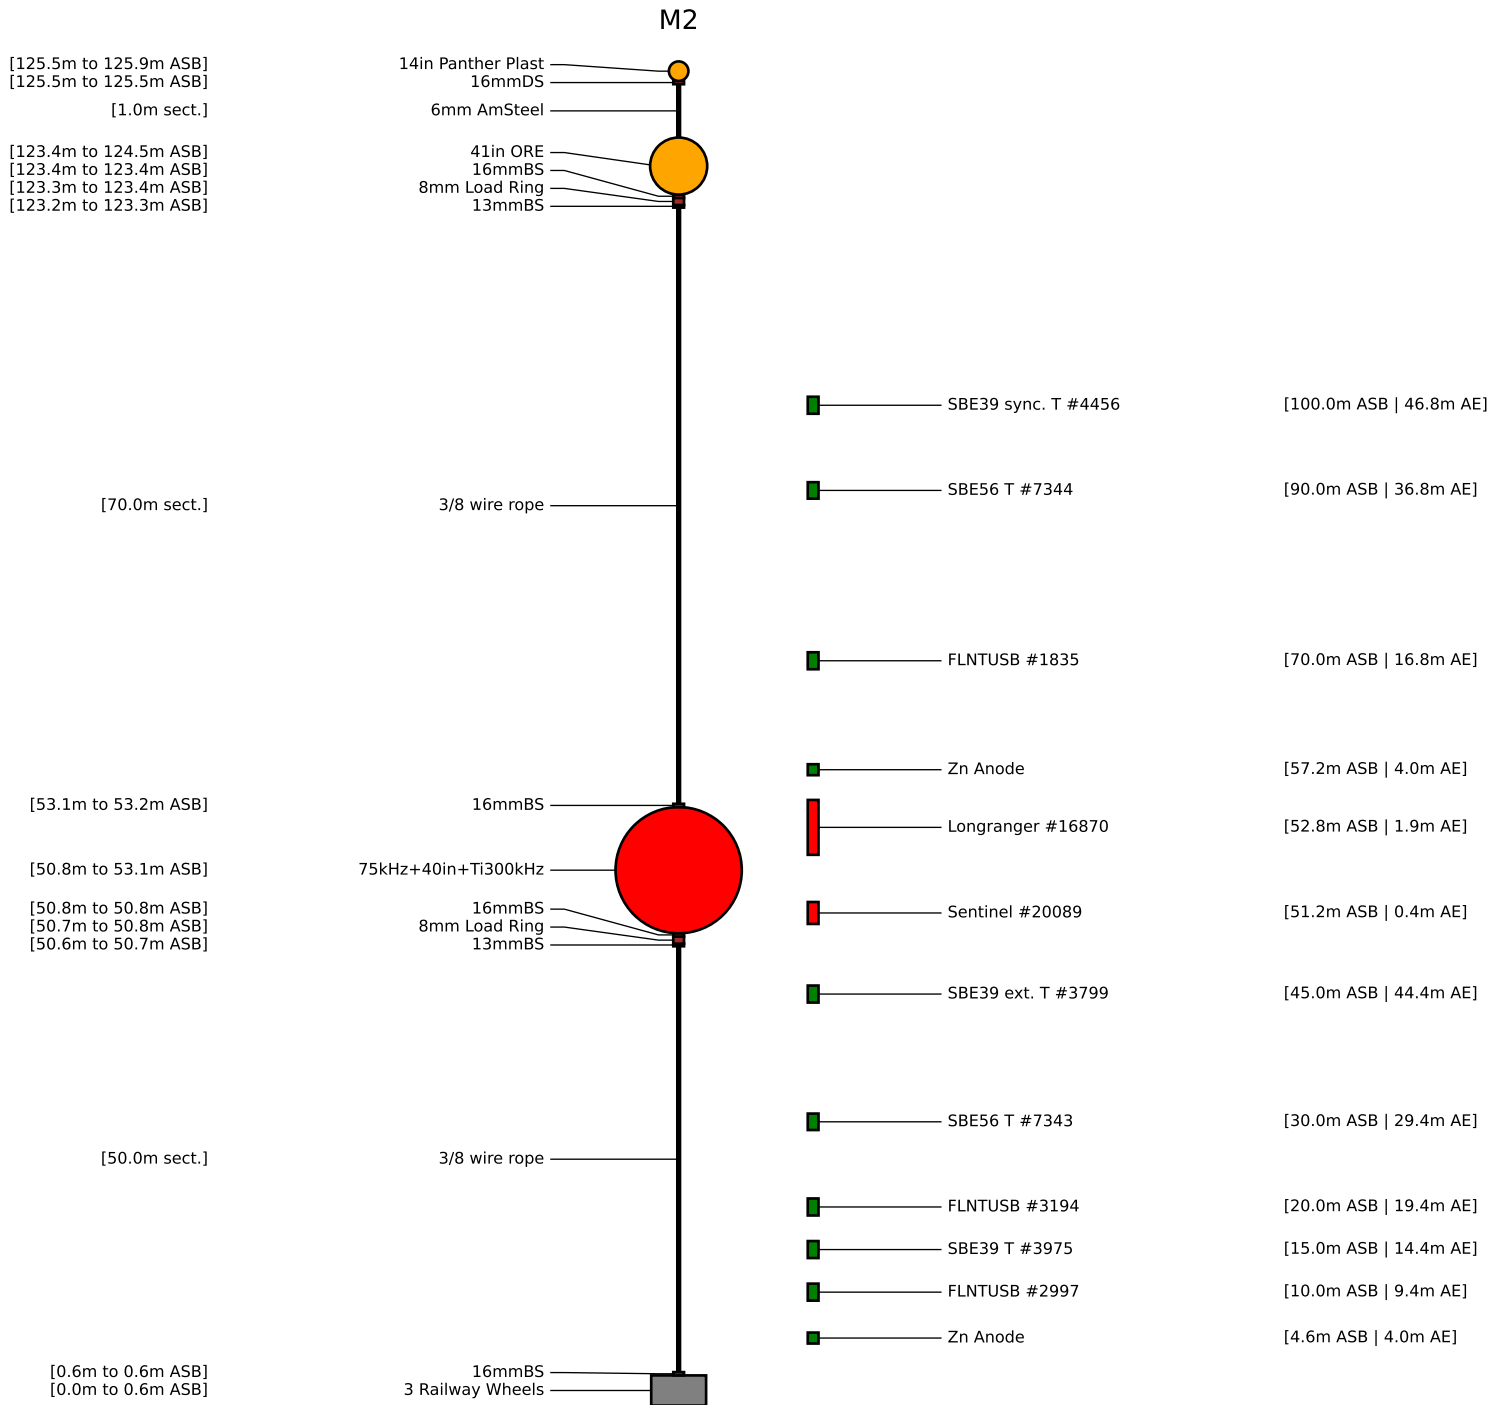 M2
[125.5m to 125.9m ASB] 14in Panther Plast
[125.5m to 125.5m ASB] 16mmDS
[1.0m sect.] 6mm AmSteel
[123.4m to 124.5m ASB] 41in ORE
[123.4m to 123.4m ASB] 16mmBS
[123.3m to 123.4m ASB] 8mm Load Ring
[123.2m to 123.3m ASB] 13mmBS
SBE39 sync. T #4456 [100.0m ASB | 46.8m AE]
SBE56 T #7344 [90.0m ASB | 36.8m AE]
[70.0m sect.] 3/8 wire rope
FLNTUSB #1835 [70.0m ASB | 16.8m AE]
Zn Anode [57.2m ASB | 4.0m AE]
[53.1m to 53.2m ASB] 16mmBS
Longranger #16870 [52.8m ASB | 1.9m AE]
[50.8m to 53.1m ASB] 75kHz+40in+Ti300kHz
[50.8m to 50.8m ASB] 16mmBS
Sentinel #20089 [51.2m ASB | 0.4m AE]
[50.7m to 50.8m ASB] 8mm Load Ring
[50.6m to 50.7m ASB] 13mmBS
SBE39 ext. T #3799 [45.0m ASB | 44.4m AE]
SBE56 T #7343 [30.0m ASB | 29.4m AE]
[50.0m sect.] 3/8 wire rope
FLNTUSB #3194 [20.0m ASB | 19.4m AE]
SBE39 T #3975 [15.0m ASB | 14.4m AE]
FLNTUSB #2997 [10.0m ASB | 9.4m AE]
Zn Anode [4.6m ASB | 4.0m AE]
[0.6m to 0.6m ASB] 16mmBS
[0.0m to 0.6m ASB] 3 Railway Wheels